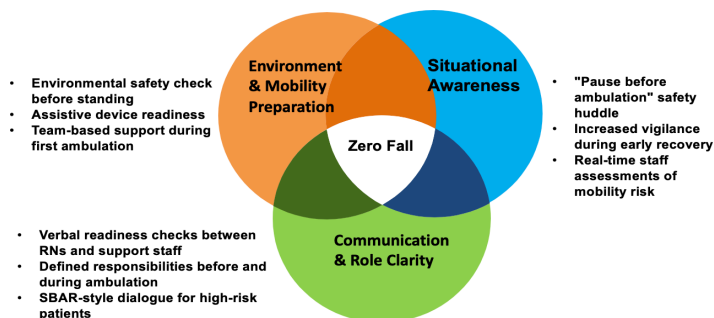 Environment
& Mobility
Preparation
Situational
Awareness
Zero Fall
Communication
& Role Clarity
• Environmental safety check
before standing
• Assistive device readiness
• Team-based support during
first ambulation
• "Pause before
ambulation" safety
huddle
• Increased vigilance
during early recovery
• Real-time staff
assessments of
mobility risk
• Verbal readiness checks between
RNs and support staff
• Defined responsibilities before and
during ambulation
• SBAR-style dialogue for high-risk
patients